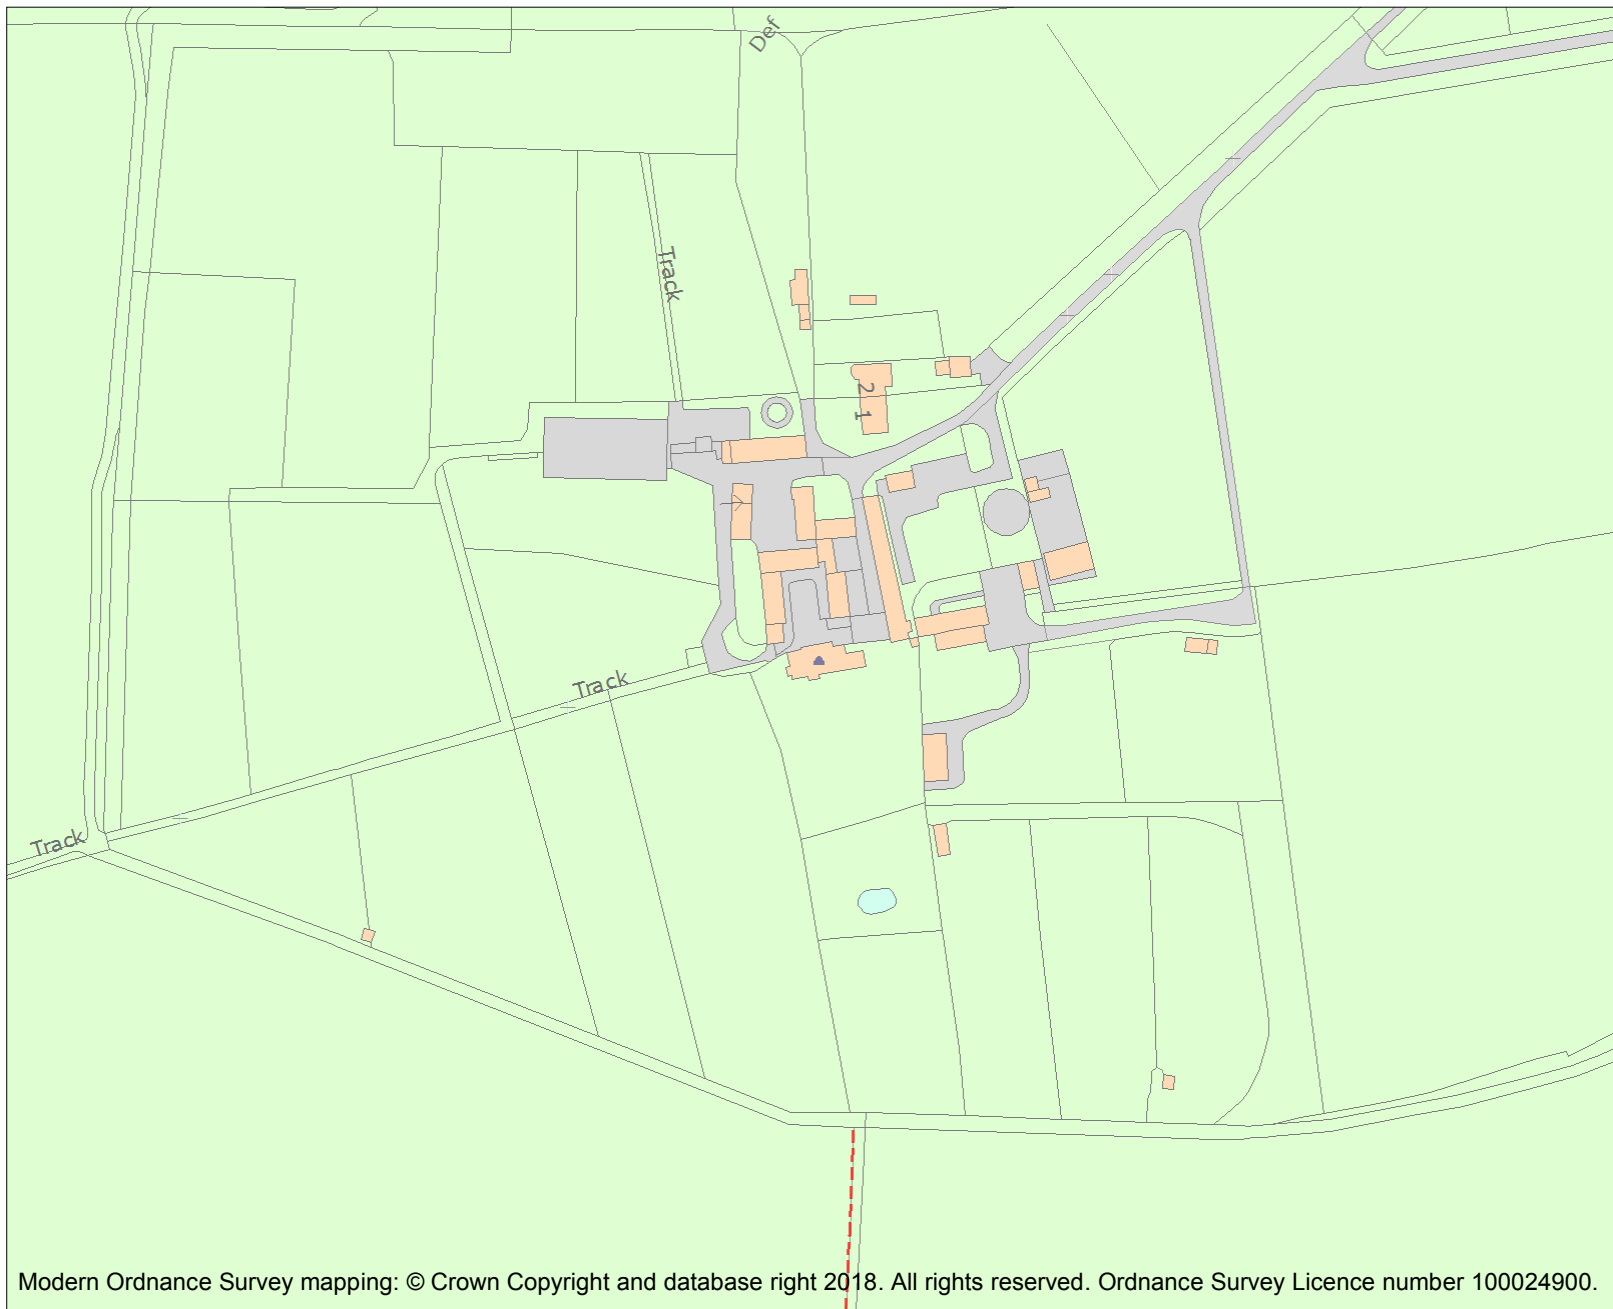 Def
Track
2
1
Track
Track
Modern Ordnance Survey mapping: © Crown Copyright and database right 2018. All rights reserved. Ordnance Survey Licence number 100024900.